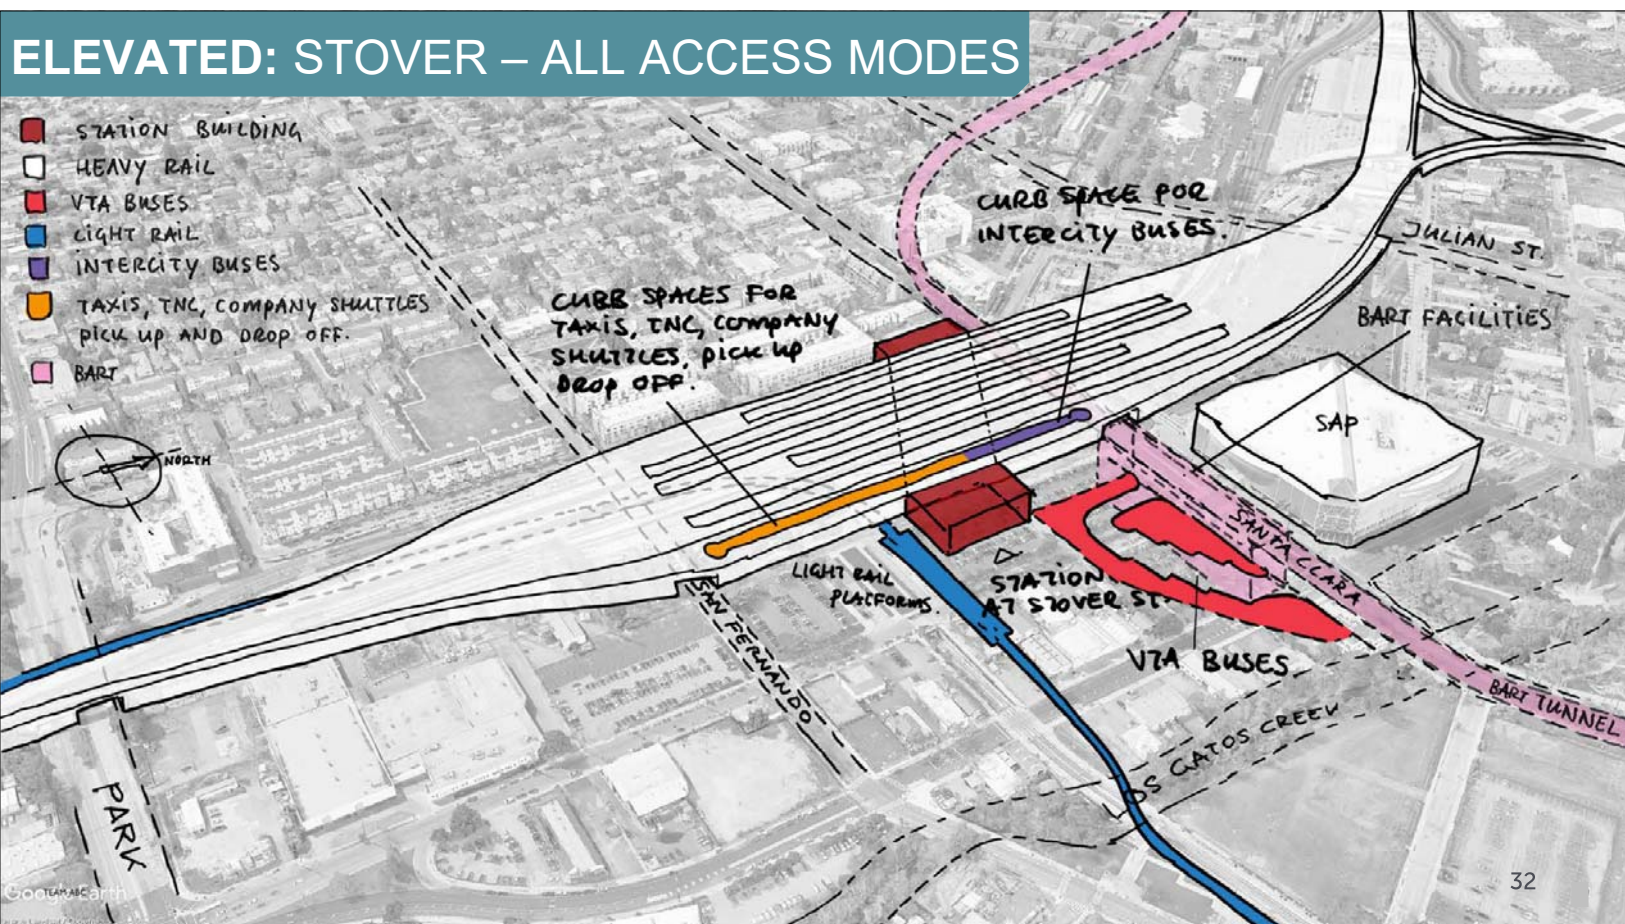 ELEVATED: STOVER – ALL ACCESS MODES
STATION BUILDING
HEAVY RAIL
VTA BUSES
LIGHT RAIL
INTERCITY BUSES
TAXIS, TNC, COMPANY SHUTTLES
PICK UP AND DROP OFF.
BART
NORTH
CURB SPACES FOR
TAXIS, TNC, COMPANY
SHUTTLES, PICK UP
DROP OFF.
CURB SPACE FOR
INTERCITY BUSES.
JULIAN ST.
BART FACILITIES
SAP
SANTA CLARA
LIGHT RAIL
PLATFORMS.
STATION
AT STOVER ST.
VTA BUSES
SAN FERNANDO
BART TUNNEL
OS GATOS CREEK
PARK
Google Earth
TEAM ABC
32